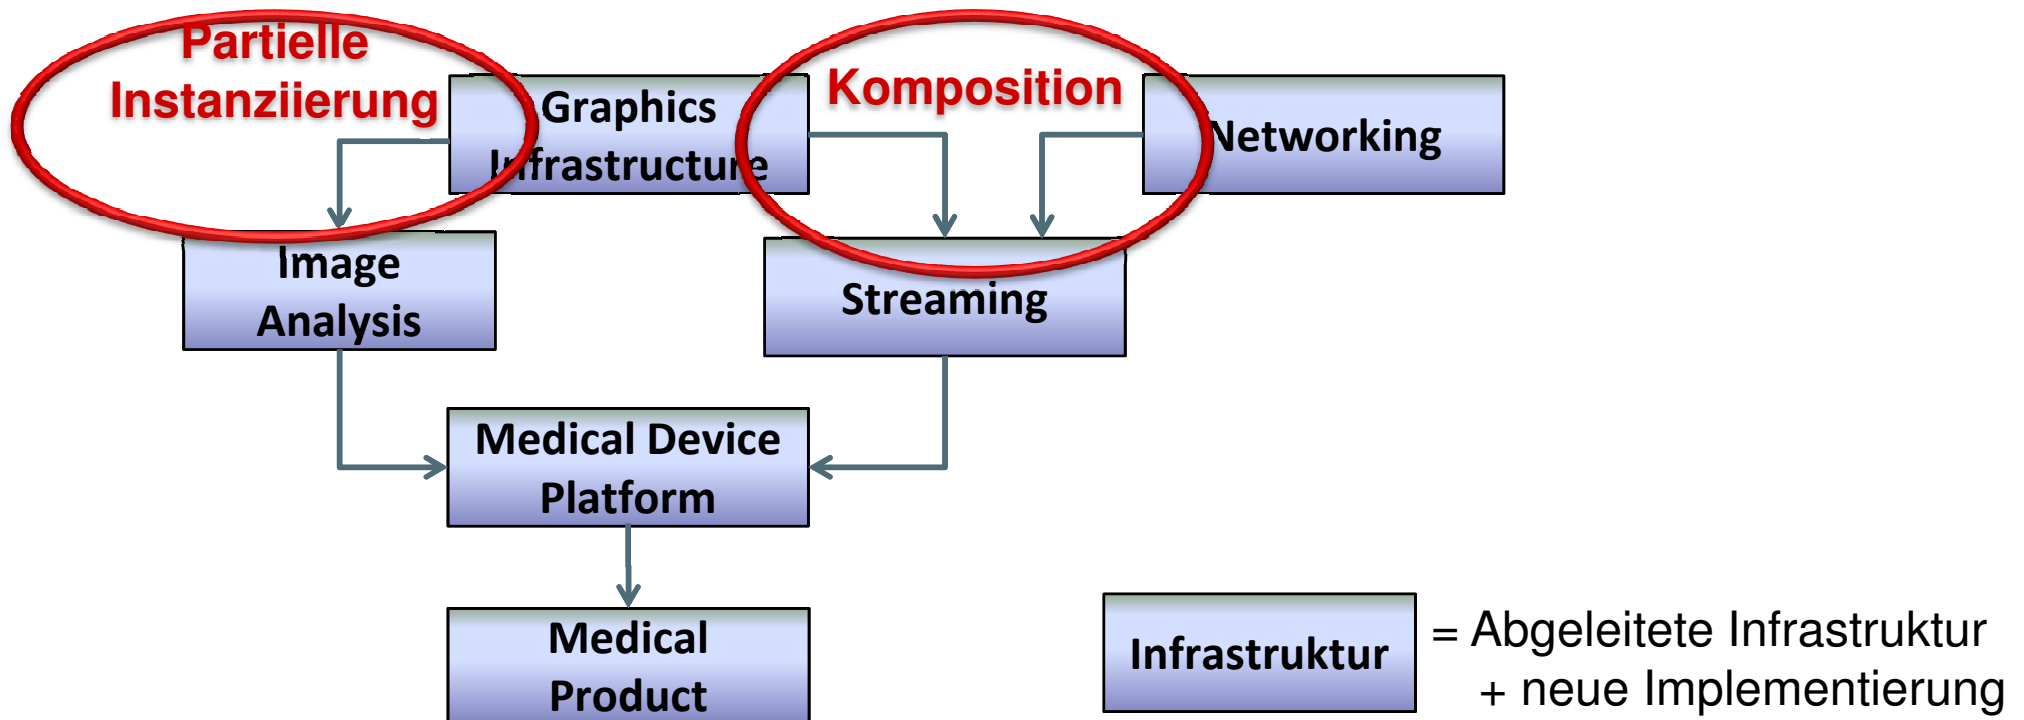 Partielle
Instanziierung
Graphics
Infrastructure
Komposition
Networking
Image
Analysis
Streaming
Medical Device
Platform
Medical
Product
Infrastruktur
= Abgeleitete Infrastruktur
+ neue Implementierung